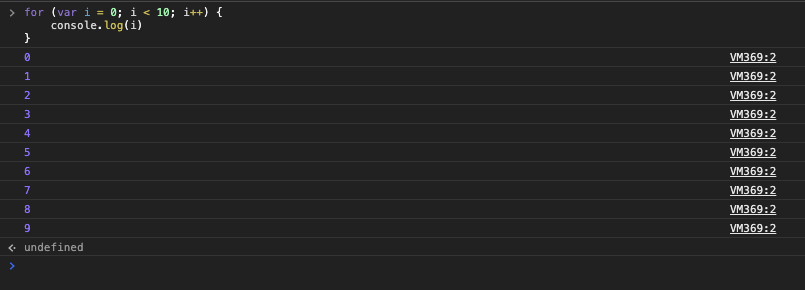 for (var i = 0; i < 10; i++) {
    console.log(i)
}
0 VM369:2
1 VM369:2
2 VM369:2
3 VM369:2
4 VM369:2
5 VM369:2
6 VM369:2
7 VM369:2
8 VM369:2
9 VM369:2
undefined